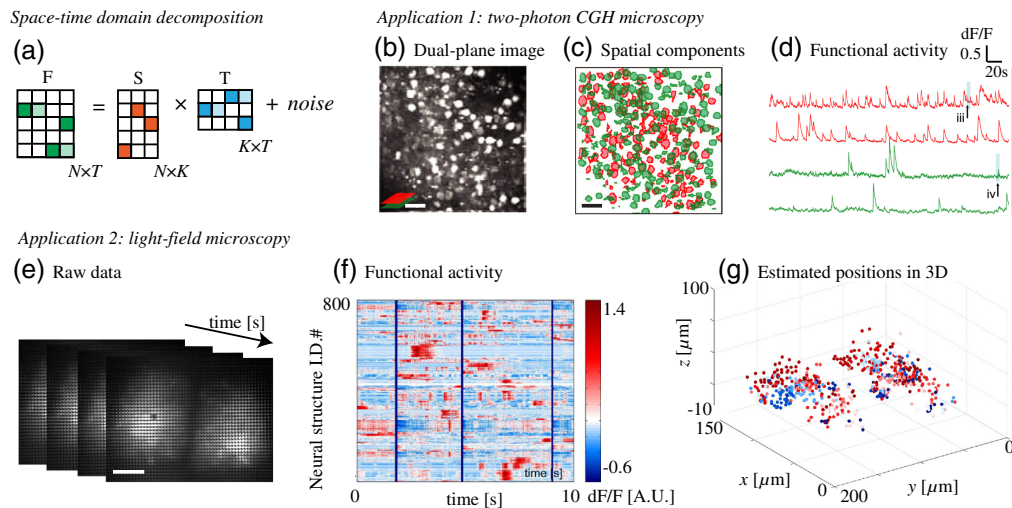 Space-time domain decomposition
Application 1: two-photon CGH microscopy
(a)
F
S
T
=
×
+ noise
N×T
N×K
K×T
(b) Dual-plane image
(c) Spatial components
(d) Functional activity
dF/F
0.5
20s
iii
iv
Application 2: light-field microscopy
(e) Raw data
time [s]
(f) Functional activity
800
Neural structure I.D.#
0
time [s]
10
time [s]
1.4
-0.6
dF/F [A.U.]
(g) Estimated positions in 3D
100
z [µm]
-10
150
x [µm]
0
200
y [µm]
0